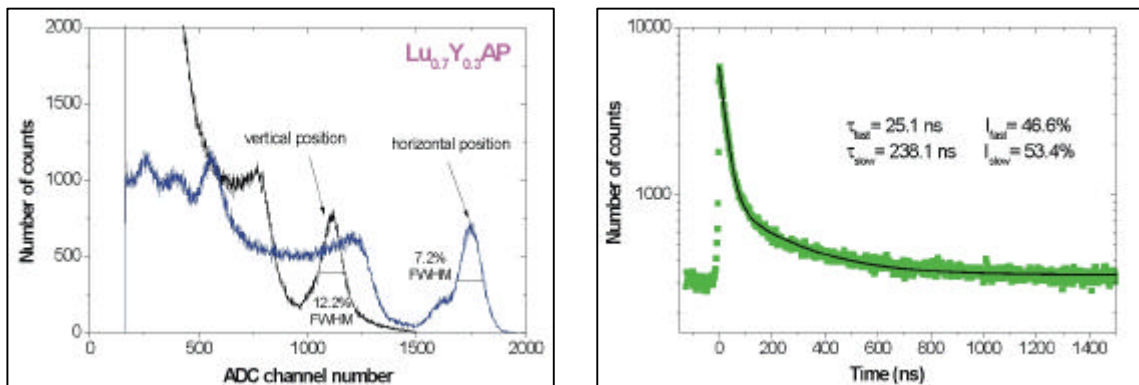 2000
1500
1000
500
0
Number of counts
Lu0.7Y0.3AP
vertical position
horizontal position
7.2%
FWHM
12.2%
FWHM
0 500 1000 1500 2000
ADC channel number
10000
1000
Number of counts
τfast= 25.1 ns Ifast= 46.6%
τslow= 238.1 ns Islow= 53.4%
0 200 400 600 800 1000 1200 1400
Time (ns)